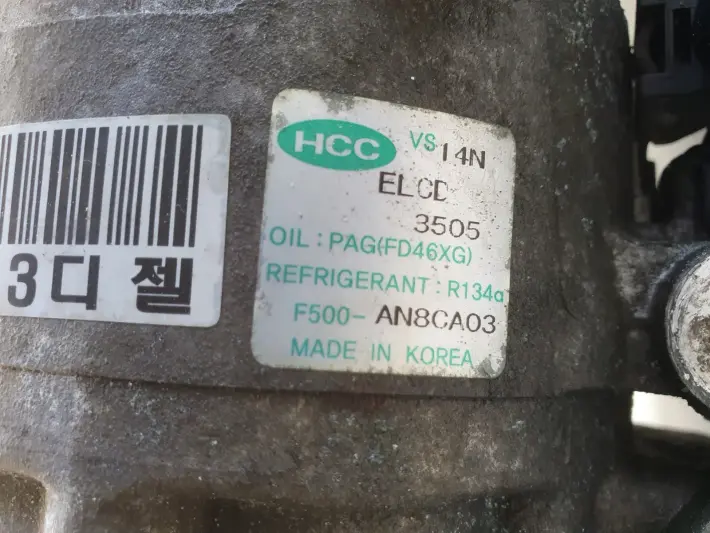 HCC VS14N
ELCD
3505
OIL : PAG(FD46XG)
REFRIGERANT : R134a
F500- AN8CA03
MADE IN KOREA
3디 젤